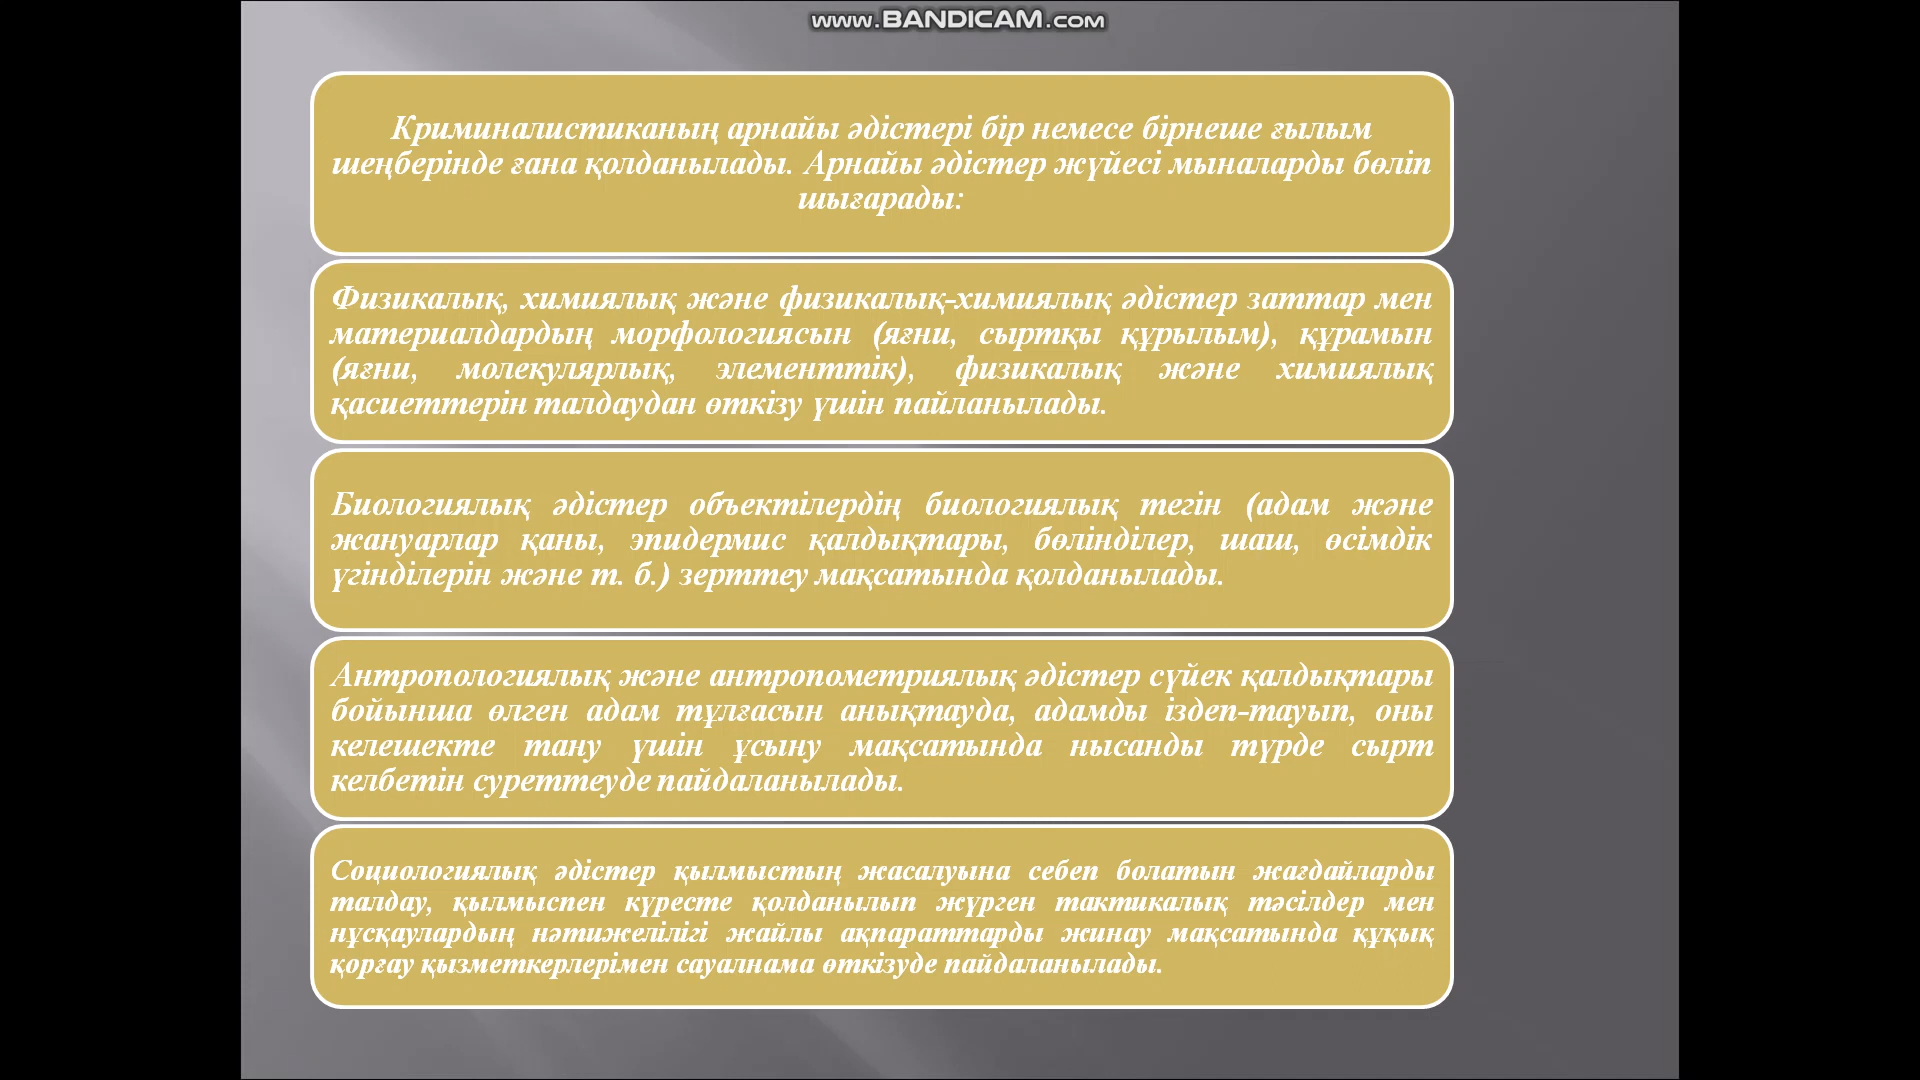 www.BANDICAM.com
Криминалистиканың арнайы әдістері бір немесе бірнеше ғылым
шеңберінде ғана қолданылады. Арнайы әдістер жүйесі мыналарды бөліп
шығарады:
Физикалық, химиялық және физикалық-химиялық әдістер заттар мен
материалдардың морфологиясын (яғни, сыртқы құрылым), құрамын
(яғни, молекулярлық, элементтік), физикалық және химиялық
қасиеттерін талдаудан өткізу үшін пайланылады.
Биологиялық әдістер объектілердің биологиялық тегін (адам және
жануарлар қаны, эпидермис қалдықтары, бөлінділер, шаш, өсімдік
үгінділерін және т. б.) зерттеу мақсатында қолданылады.
Антропологиялық және антропометриялық әдістер сүйек қалдықтары
бойынша өлген адам тұлғасын анықтауда, адамды іздеп-тауып, оны
келешекте тану үшін ұсыну мақсатында нысанды түрде сырт
келбетін суреттеуде пайдаланылады.
Социологиялық әдістер қылмыстың жасалуына себеп болатын жағдайларды
талдау, қылмыспен күресте қолданылып жүрген тактикалық тәсілдер мен
нұсқаулардың нәтижелілігі жайлы ақпараттарды жинау мақсатында құқық
қорғау қызметкерлерімен сауалнама өткізуде пайдаланылады.